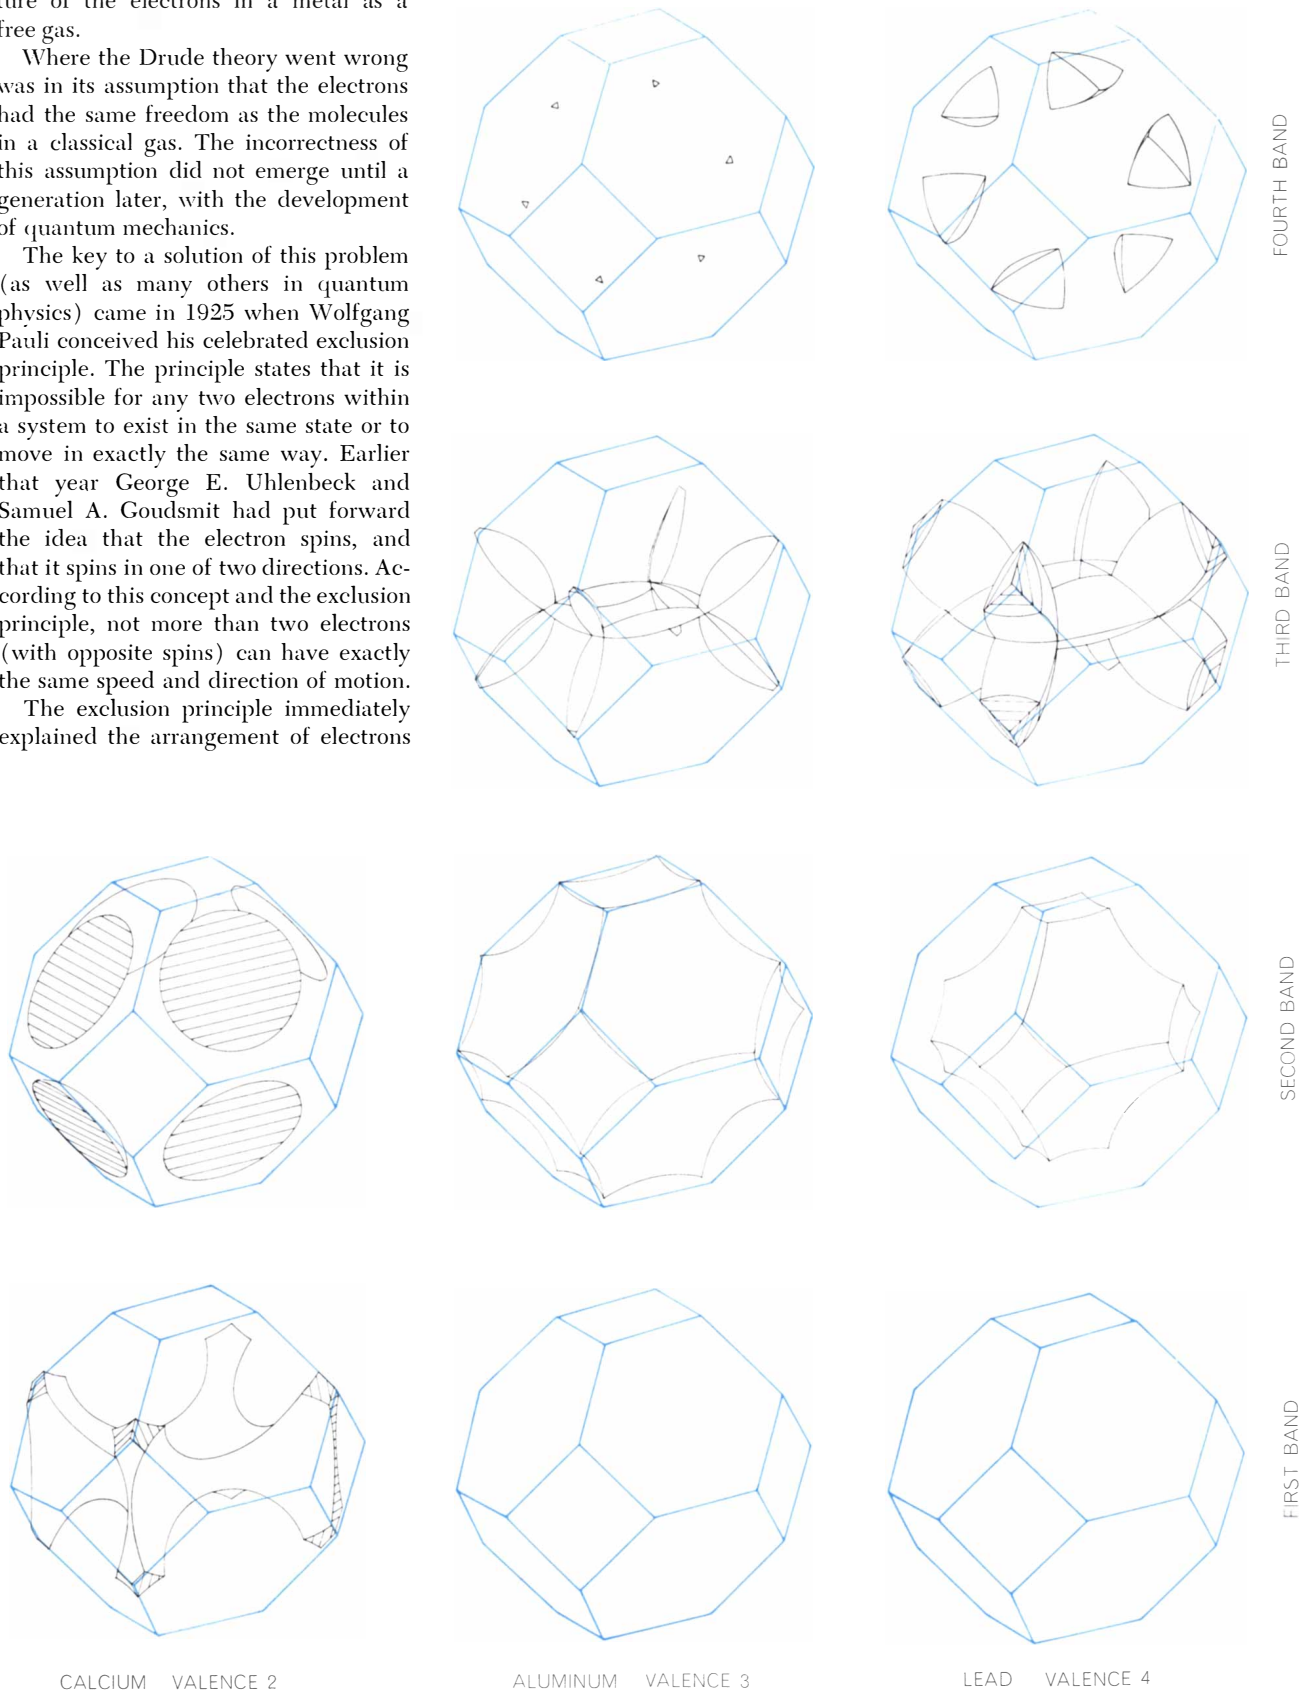 ture of the electrons in a metal as a
free gas.
Where the Drude theory went wrong
was in its assumption that the electrons
had the same freedom as the molecules
in a classical gas. The incorrectness of
this assumption did not emerge until a
generation later, with the development
of quantum mechanics.
The key to a solution of this problem
(as well as many others in quantum
physics) came in 1925 when Wolfgang
Pauli conceived his celebrated exclusion
principle. The principle states that it is
impossible for any two electrons within
a system to exist in the same state or to
move in exactly the same way. Earlier
that year George E. Uhlenbeck and
Samuel A. Goudsmit had put forward
the idea that the electron spins, and
that it spins in one of two directions. Ac-
cording to this concept and the exclusion
principle, not more than two electrons
(with opposite spins) can have exactly
the same speed and direction of motion.
The exclusion principle immediately
explained the arrangement of electrons
FOURTH BAND
THIRD BAND
SECOND BAND
FIRST BAND
CALCIUM VALENCE 2
ALUMINUM VALENCE 3
LEAD VALENCE 4